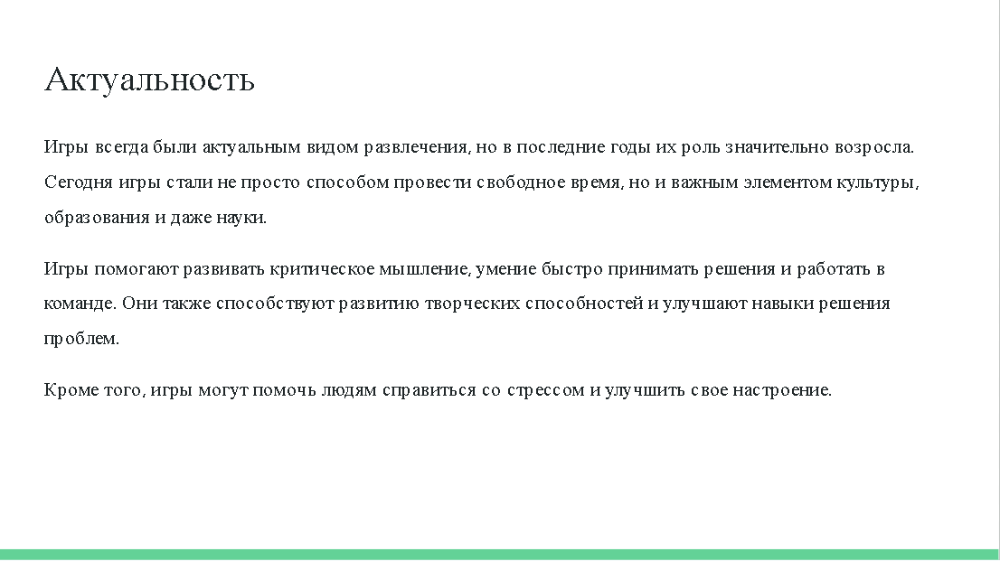 Актуальность
Игры всегда были актуальным видом развлечения, но в последние годы их роль значительно возросла.
Сегодня игры стали не просто способом провести свободное время, но и важным элементом культуры,
образования и даже науки.
Игры помогают развивать критическое мышление, умение быстро принимать решения и работать в
команде. Они также способствуют развитию творческих способностей и улучшают навыки решения
проблем.
Кроме того, игры могут помочь людям справиться со стрессом и улучшить свое настроение.